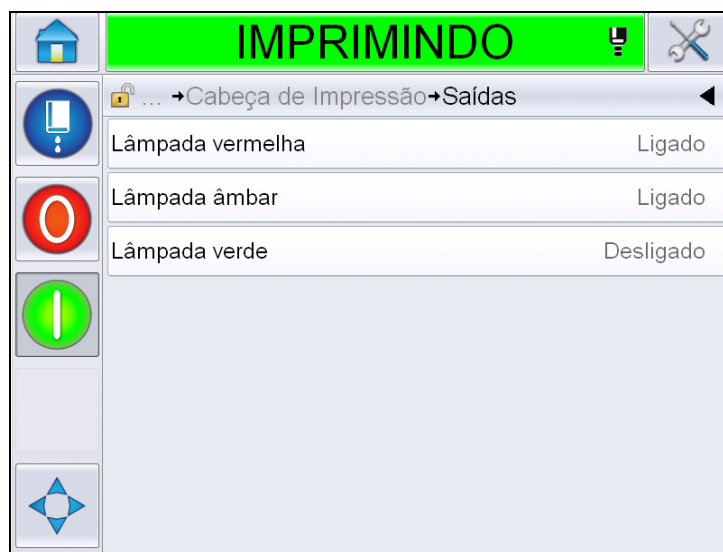 IMPRIMINDO
... →Cabeça de Impressão→Saídas
Lâmpada vermelha Ligado
Lâmpada âmbar Ligado
Lâmpada verde Desligado